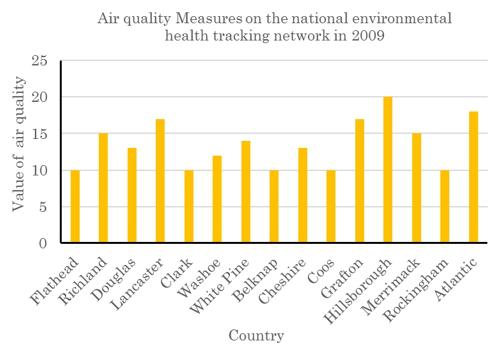 Air quality Measures on the national environmental
health tracking network in 2009
Value of  air quality
25
20
15
10
5
0
Flathead
Richland
Douglas
Lancaster
Clark
Washoe
White Pine
Belknap
Cheshire
Coos
Grafton
Hillsborough
Merrimack
Rockingham
Atlantic
Country